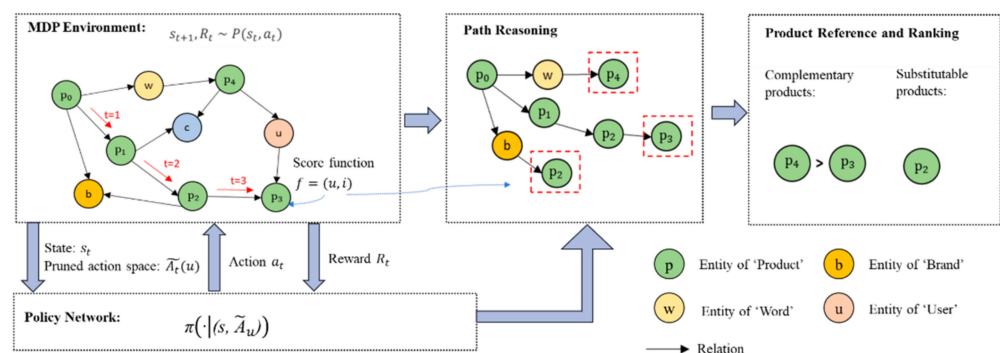 MDP Environment:
s_{t+1}, R_t ~ P(s_t, a_t)
p₀
w
p₄
t=1
c
u
p₁
t=2
Score function
f = (u, i)
b
p₂
t=3
p₃
Path Reasoning
p₀
w
p₄
p₁
p₂
p₃
b
p₂
Product Reference and Ranking
Complementary products:
Substitutable products:
p₄ > p₃
p₂
State: s_t
Pruned action space: Ã_t(u)
Action a_t
Reward R_t
Policy Network:
π(·|(s, Ã_u))
p Entity of ‘Product’
b Entity of ‘Brand’
w Entity of ‘Word’
u Entity of ‘User’
Relation